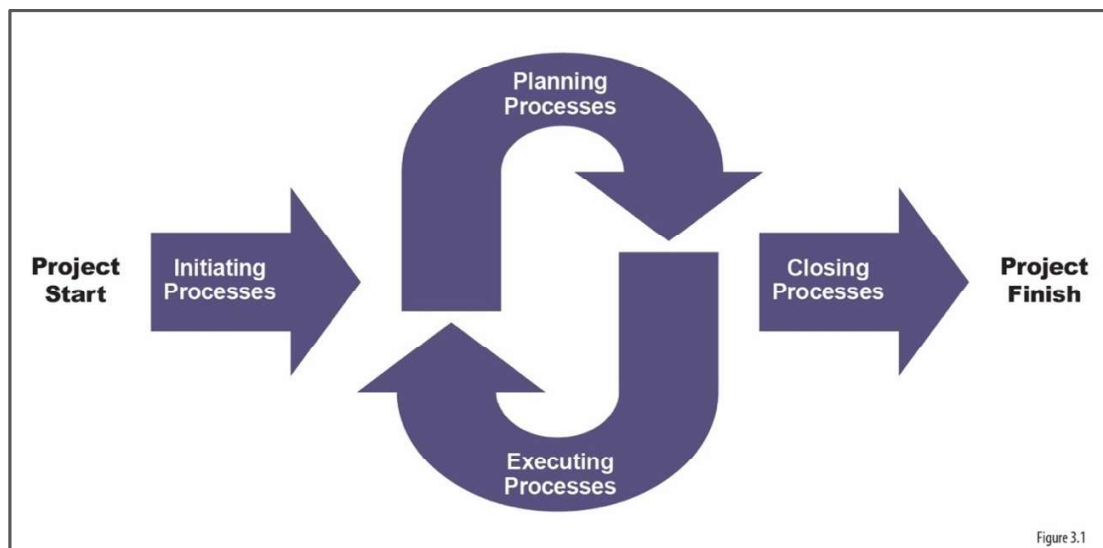 Planning
Processes
Project
Start
Initiating
Processes
Closing
Processes
Project
Finish
Executing
Processes
Figure 3.1